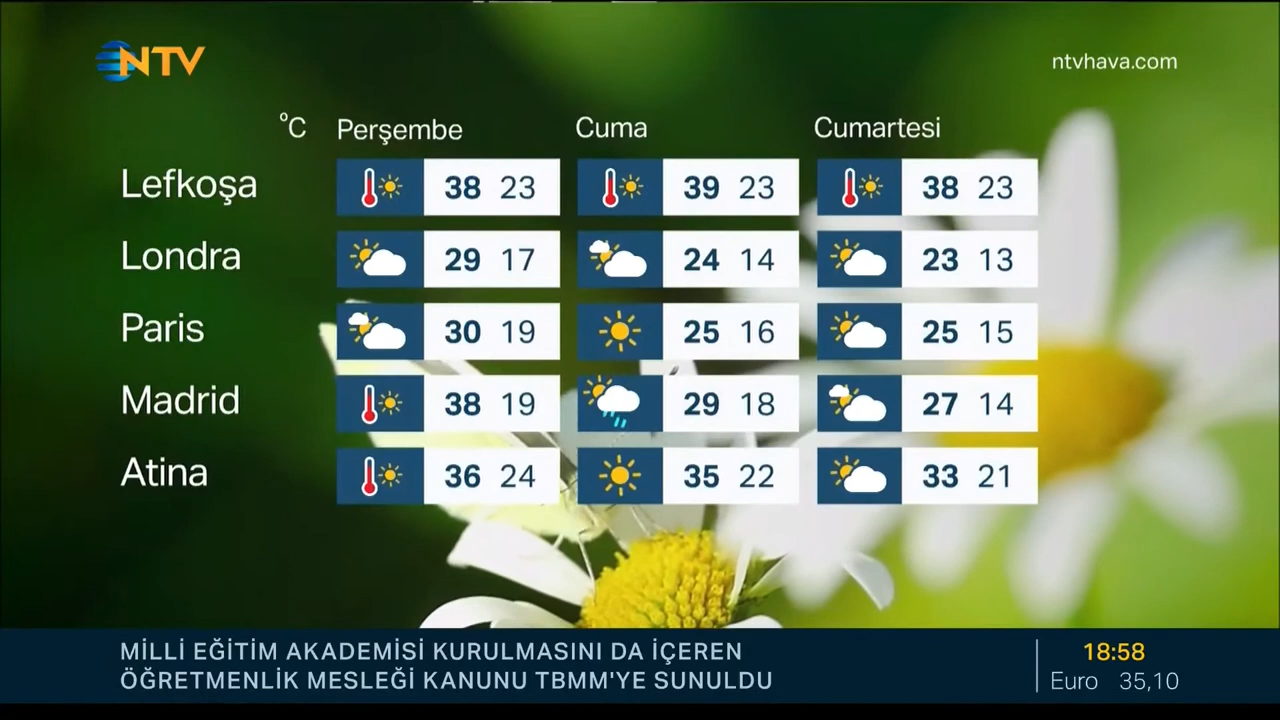 NTV
ntvhava.com
°C Perşembe Cuma Cumartesi
Lefkoşa 38 23 39 23 38 23
Londra 29 17 24 14 23 13
Paris 30 19 25 16 25 15
Madrid 38 19 29 18 27 14
Atina 36 24 35 22 33 21
MİLLİ EĞİTİM AKADEMİSİ KURULMASINI DA İÇEREN
ÖĞRETMENLİK MESLEĞİ KANUNU TBMM'YE SUNULDU
18:58
Euro 35,10